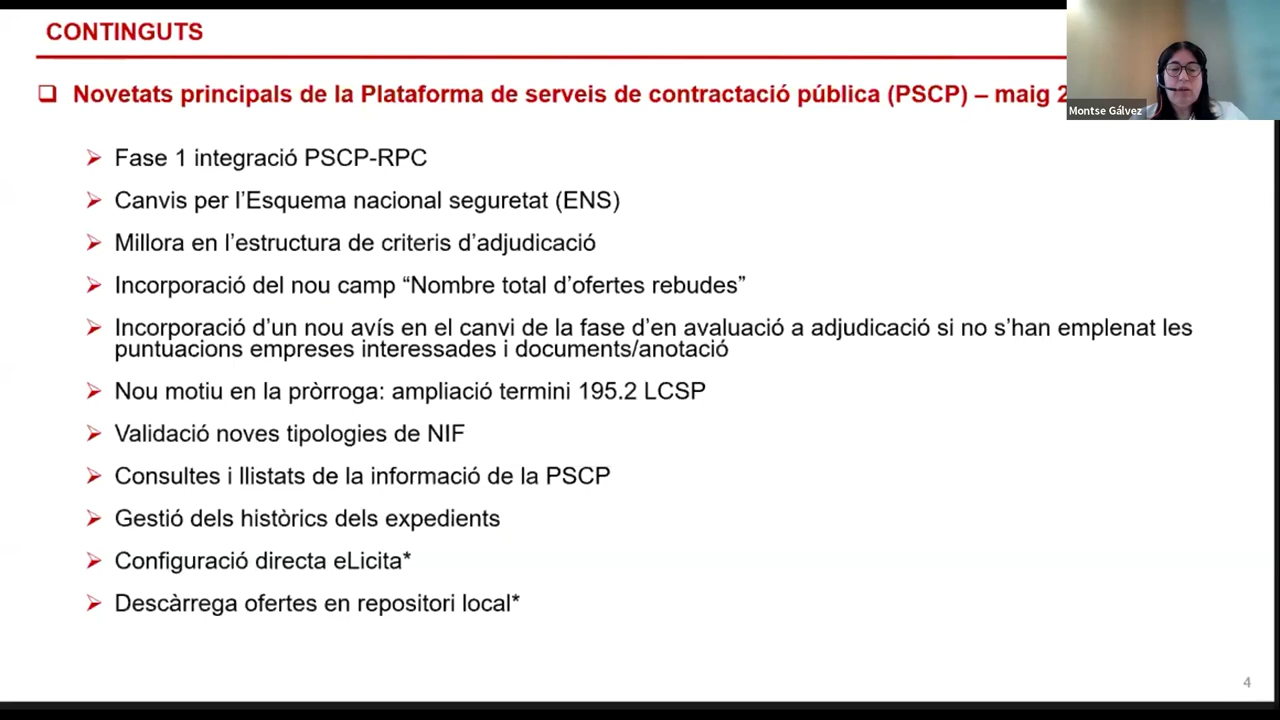 CONTINGUTS
Novetats principals de la Plataforma de serveis de contractació pública (PSCP) – maig 2
Montse Gálvez
Fase 1 integració PSCP-RPC
Canvis per l’Esquema nacional seguretat (ENS)
Millora en l’estructura de criteris d’adjudicació
Incorporació del nou camp “Nombre total d’ofertes rebudes”
Incorporació d’un nou avís en el canvi de la fase d’en avaluació a adjudicació si no s’han emplenat les
puntuacions empreses interessades i documents/anotació
Nou motiu en la pròrroga: ampliació termini 195.2 LCSP
Validació noves tipologies de NIF
Consultes i llistats de la informació de la PSCP
Gestió dels històrics dels expedients
Configuració directa eLicita*
Descàrrega ofertes en repositori local*
4